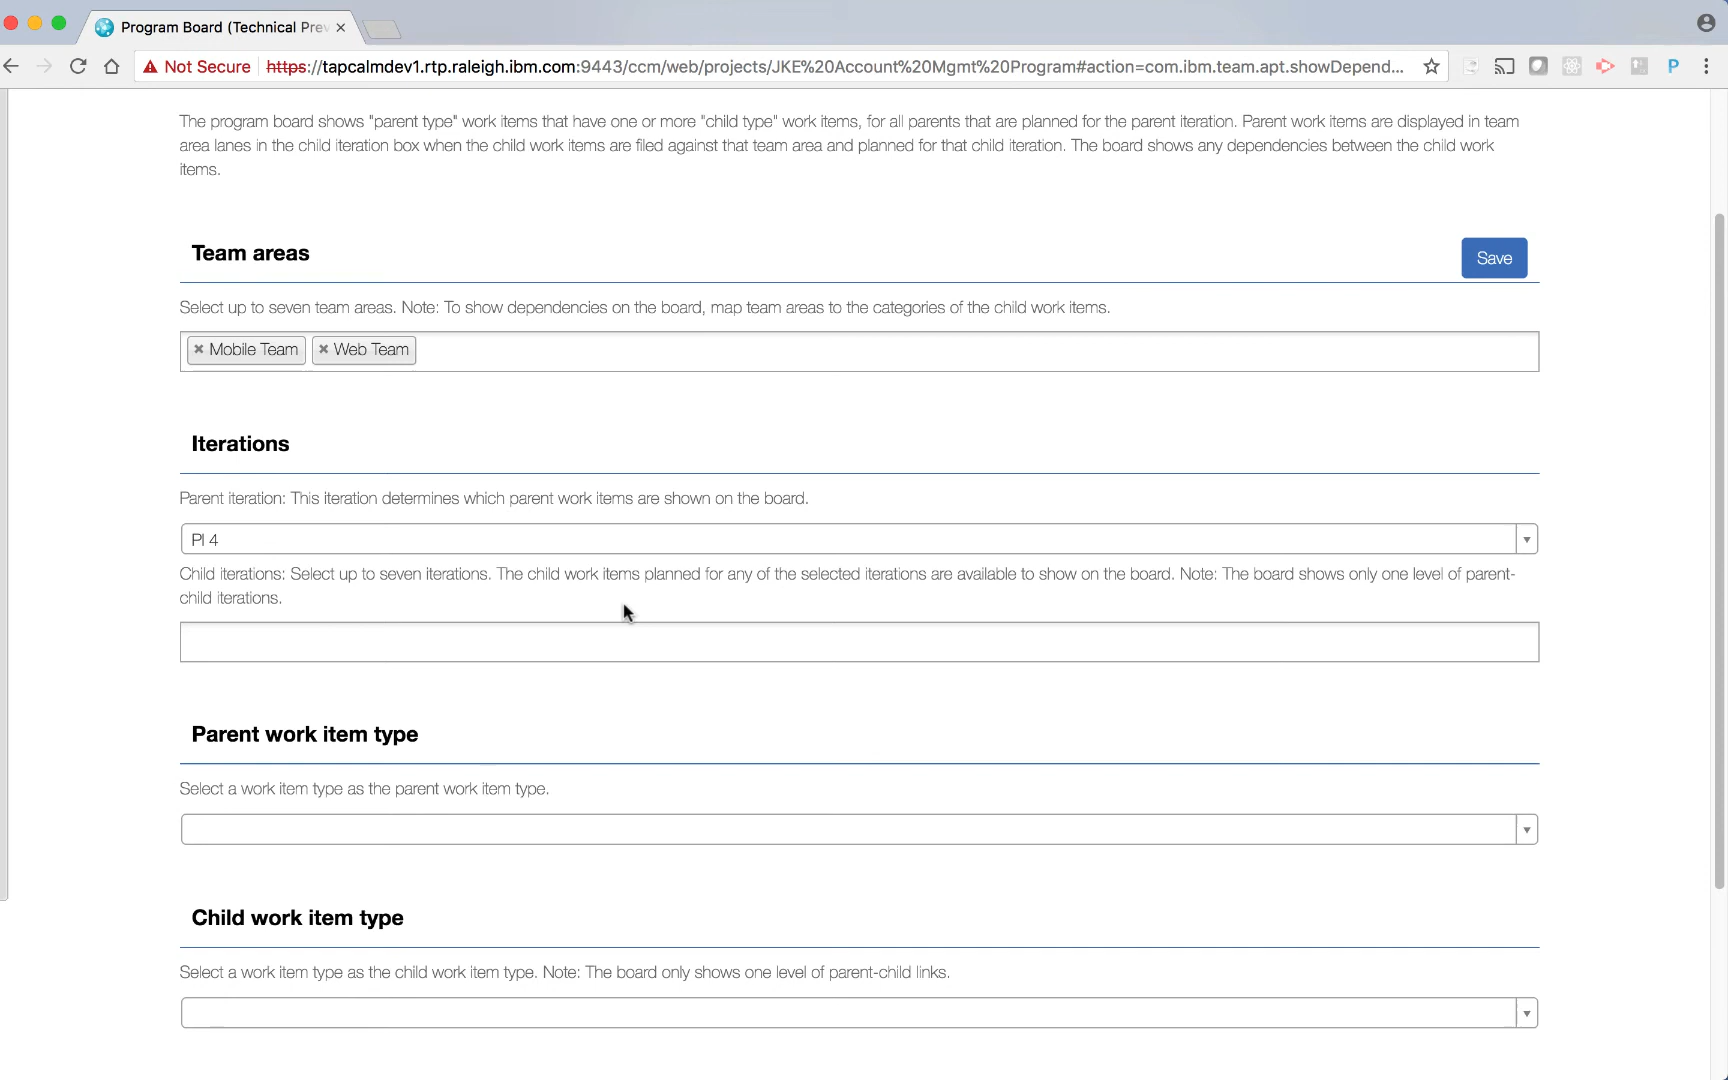 Program Board (Technical Prev
Not Secure https://tapcalmdev1.rtp.raleigh.ibm.com:9443/ccm/web/projects/JKE%20Account%20Mgmt%20Program#action=com.ibm.team.apt.showDepend...
P
The program board shows "parent type" work items that have one or more "child type" work items, for all parents that are planned for the parent iteration. Parent work items are displayed in team
area lanes in the child iteration box when the child work items are filed against that team area and planned for that child iteration. The board shows any dependencies between the child work
items.
Team areas
Save
Select up to seven team areas. Note: To show dependencies on the board, map team areas to the categories of the child work items.
× Mobile Team × Web Team
Iterations
Parent iteration: This iteration determines which parent work items are shown on the board.
PI 4
Child iterations: Select up to seven iterations. The child work items planned for any of the selected iterations are available to show on the board. Note: The board shows only one level of parent-
child iterations.
Parent work item type
Select a work item type as the parent work item type.
Child work item type
Select a work item type as the child work item type. Note: The board only shows one level of parent-child links.